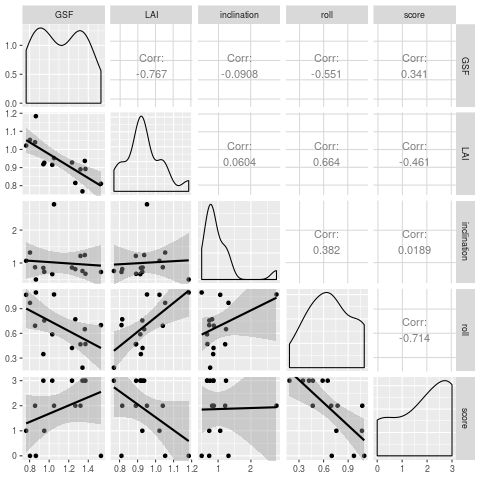 GSF LAI inclination roll score
1.0
0.5
0.0
Corr:
-0.767
Corr:
-0.0908
Corr:
-0.551
Corr:
0.341
GSF
1.2
1.1
1.0
0.9
0.8
Corr:
0.0604
Corr:
0.664
Corr:
-0.461
LAI
2
1
Corr:
0.382
Corr:
0.0189
inclination
0.9
0.7
0.5
0.3
Corr:
-0.714
roll
3
2
1
0
score
0.8 1.0 1.2 1.4 0.8 0.9 1.0 1.1 1.2 1 2 0.3 0.5 0.7 0.9 0 1 2 3